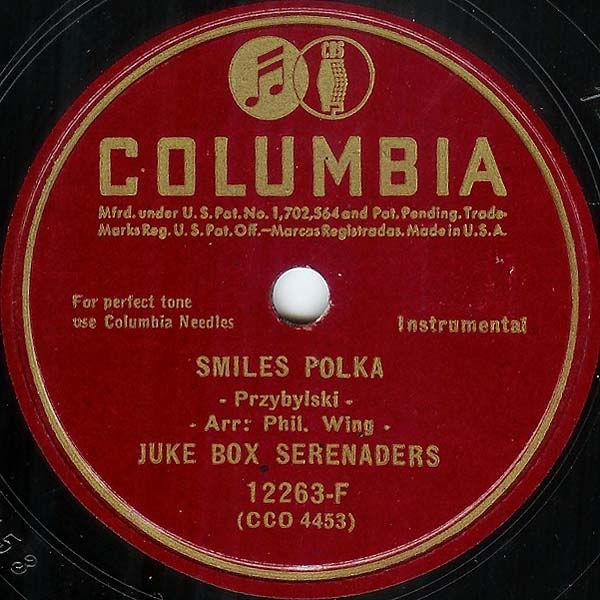 CBS
COLUMBIA
Mfrd. under U.S. Pat. No. 1,702,564 and Pat. Pending. Trade-
Marks Reg. U.S. Pat. Off.—Marcas Registradas. Made in U.S.A.
For perfect tone
use Columbia Needles
Instrumental
SMILES POLKA
- Przybylski -
- Arr: Phil. Wing -
JUKE BOX SERENADERS
12263-F
(CCO 4453)